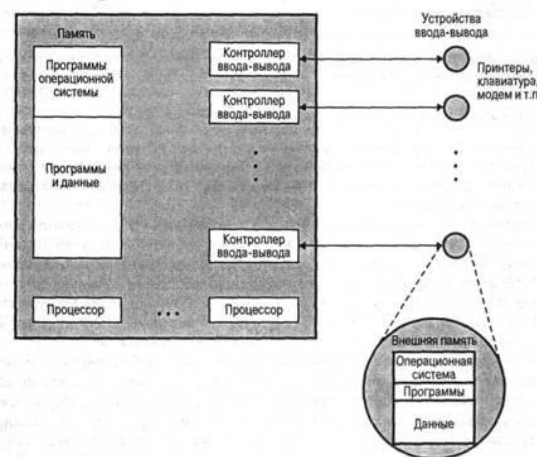 Память
Программы
операционной
системы
Программы
и данные
Контроллер
ввода-вывода
Контроллер
ввода-вывода
Контроллер
ввода-вывода
Процессор
Процессор
Устройства
ввода-вывода
Принтеры,
клавиатура,
модем и т.п
Внешняя память
Операционная
система
Программы
Данные